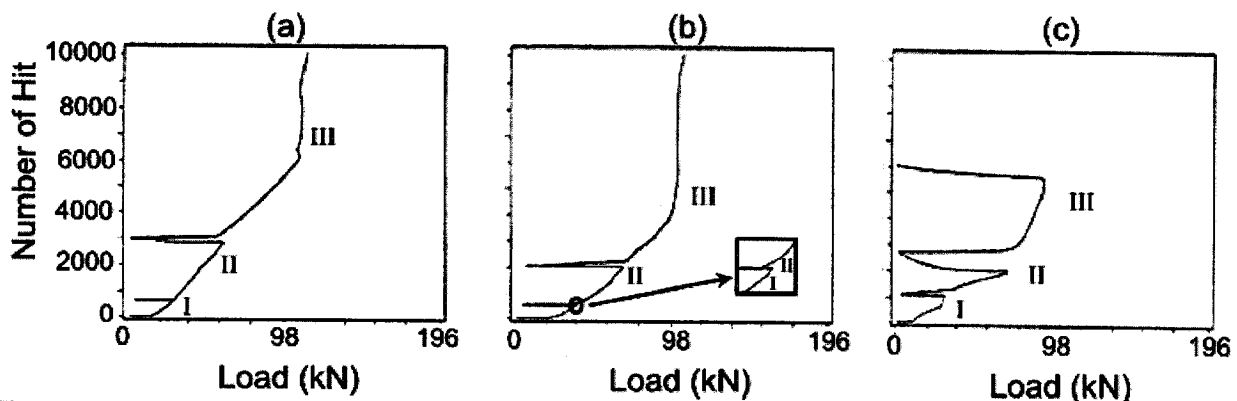 (a)
(b)
(c)
Number of Hit
10000
8000
6000
4000
2000
0
III
II
I
0
98
196
Load (kN)
III
II
I
II
I
0
98
196
Load (kN)
III
II
I
0
98
196
Load (kN)